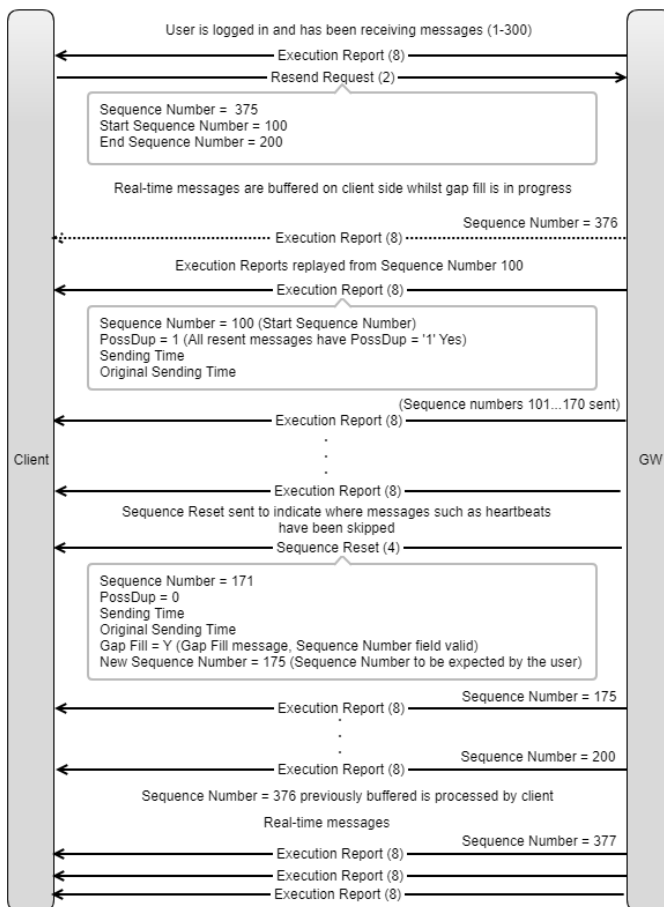 User is logged in and has been receiving messages (1-300)
Execution Report (8)
Resend Request (2)
Sequence Number =  375
Start Sequence Number = 100
End Sequence Number = 200
Real-time messages are buffered on client side whilst gap fill is in progress
Sequence Number = 376
Execution Report (8)
Execution Reports replayed from Sequence Number 100
Execution Report (8)
Sequence Number = 100 (Start Sequence Number)
PossDup = 1 (All resent messages have PossDup = '1' Yes)
Sending Time
Original Sending Time
(Sequence numbers 101...170 sent)
Execution Report (8)
.
.
.
Client
GW
Execution Report (8)
Sequence Reset sent to indicate where messages such as heartbeats
have been skipped
Sequence Reset (4)
Sequence Number = 171
PossDup = 0
Sending Time
Original Sending Time
Gap Fill = Y (Gap Fill message, Sequence Number field valid)
New Sequence Number = 175 (Sequence Number to be expected by the user)
Sequence Number = 175
Execution Report (8)
.
.
.
Sequence Number = 200
Execution Report (8)
Sequence Number = 376 previously buffered is processed by client
Real-time messages
Sequence Number = 377
Execution Report (8)
Execution Report (8)
Execution Report (8)